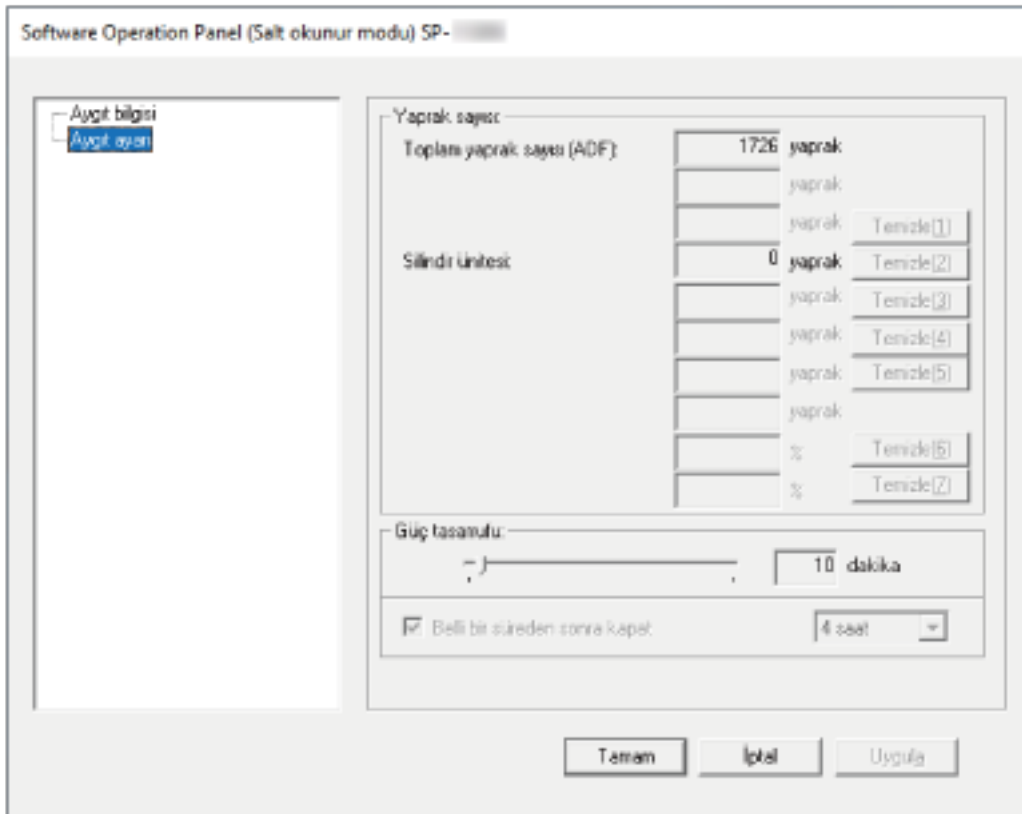 Software Operation Panel (Salt okunur modu) SP-
Aygıt bilgisi
Aygıt ayarı
Yaprak sayısı:
Toplam yaprak sayısı (ADF): 1726 yaprak
yaprak
yaprak Temizle(1)
Silindir ünitesi: 0 yaprak Temizle(2)
yaprak Temizle(3)
yaprak Temizle(4)
yaprak Temizle(5)
yaprak
% Temizle(6)
% Temizle(7)
Güç tasarrufu:
10 dakika
Belli bir süreden sonra kapat 4 saat
Tamam İptal Uygula